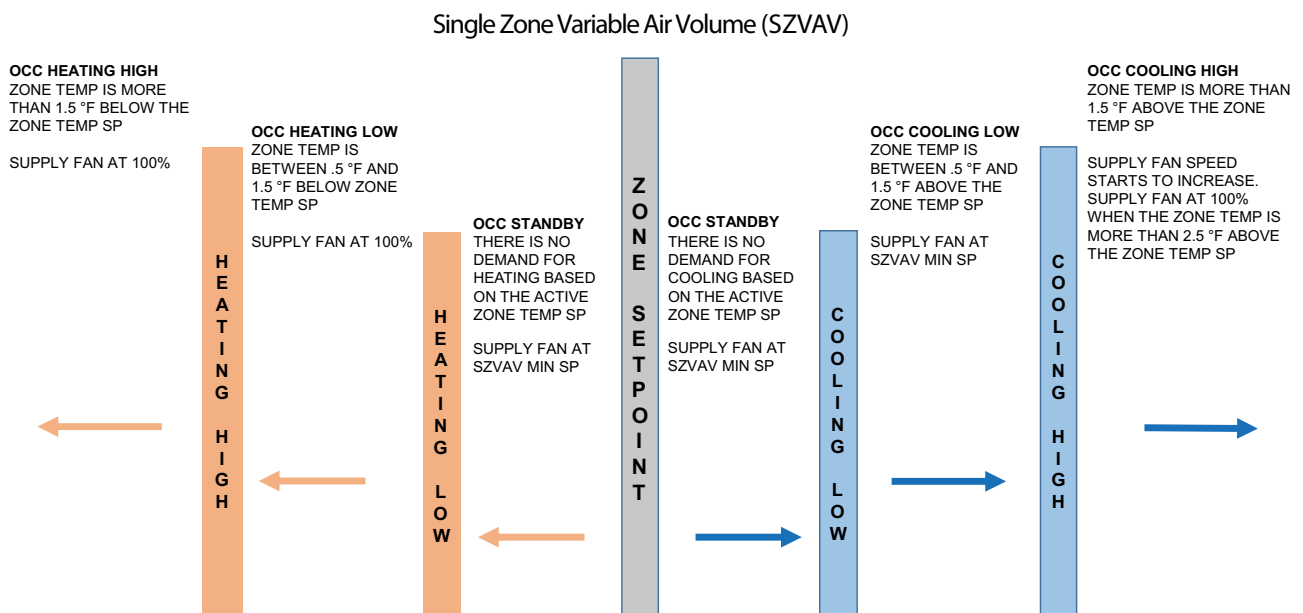 Single Zone Variable Air Volume (SZVAV)
OCC HEATING HIGH
ZONE TEMP IS MORE
THAN 1.5 °F BELOW THE
ZONE TEMP SP
SUPPLY FAN AT 100%
HEATING HIGH
OCC HEATING LOW
ZONE TEMP IS
BETWEEN .5 °F AND
1.5 °F BELOW ZONE
TEMP SP
SUPPLY FAN AT 100%
HEATING LOW
OCC STANDBY
THERE IS NO
DEMAND FOR
HEATING BASED
ON THE ACTIVE
ZONE TEMP SP
SUPPLY FAN AT
SZVAV MIN SP
ZONE SETPOINT
OCC STANDBY
THERE IS NO
DEMAND FOR
COOLING BASED
ON THE ACTIVE
ZONE TEMP SP
SUPPLY FAN AT
SZVAV MIN SP
COOLING LOW
OCC COOLING LOW
ZONE TEMP IS
BETWEEN .5 °F AND
1.5 °F ABOVE THE
ZONE TEMP SP
SUPPLY FAN AT
SZVAV MIN SP
COOLING HIGH
OCC COOLING HIGH
ZONE TEMP IS MORE THAN
1.5 °F ABOVE THE ZONE
TEMP SP
SUPPLY FAN SPEED
STARTS TO INCREASE.
SUPPLY FAN AT 100%
WHEN THE ZONE TEMP IS
MORE THAN 2.5 °F ABOVE
THE ZONE TEMP SP